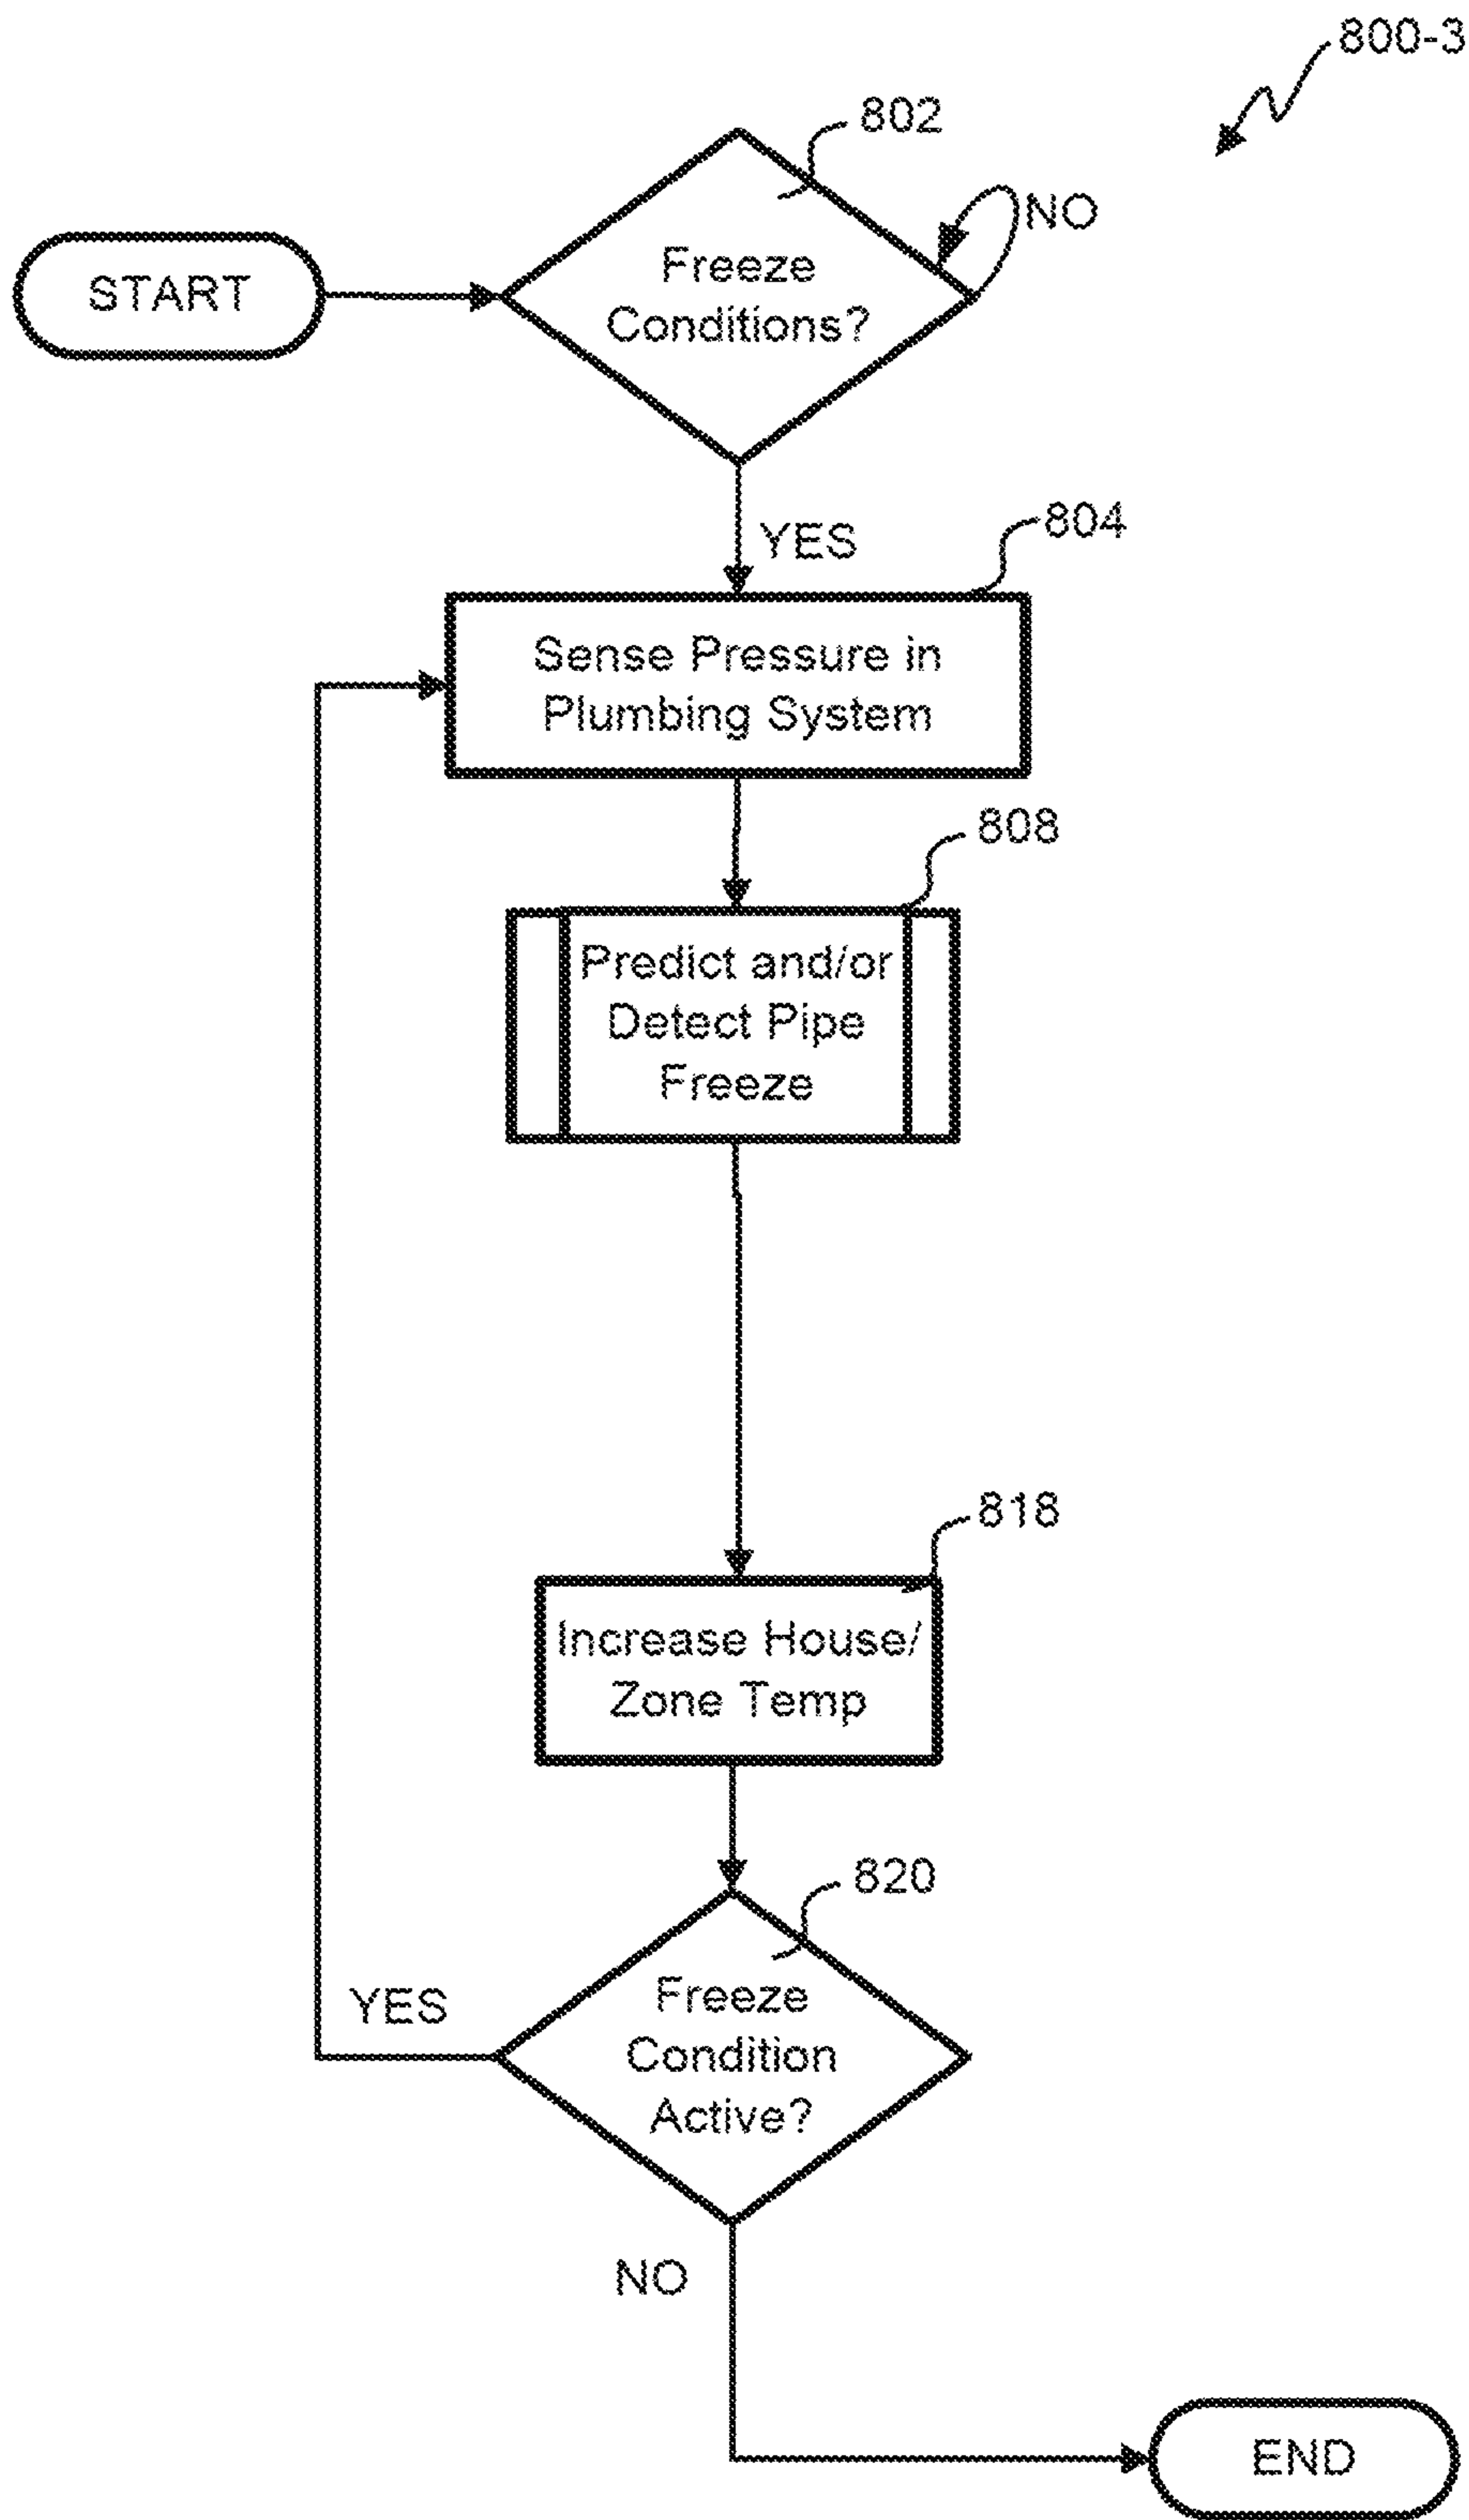 800-3
802
NO
START
Freeze
Conditions?
YES
804
Sense Pressure in
Plumbing System
808
Predict and/or
Detect Pipe
Freeze
818
Increase House/
Zone Temp
820
YES
Freeze
Condition
Active?
NO
END